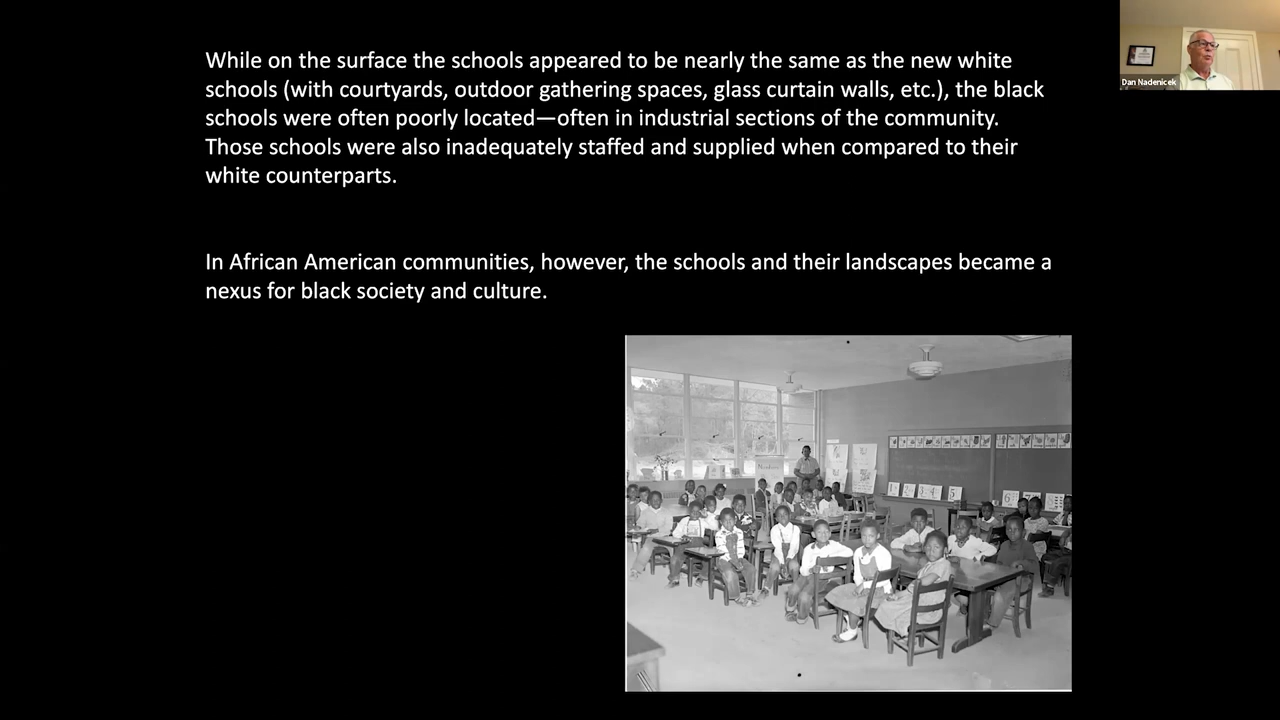 While on the surface the schools appeared to be nearly the same as the new white
schools (with courtyards, outdoor gathering spaces, glass curtain walls, etc.), the black
schools were often poorly located—often in industrial sections of the community.
Those schools were also inadequately staffed and supplied when compared to their
white counterparts.
In African American communities, however, the schools and their landscapes became a
nexus for black society and culture.
Dan Nadenicek